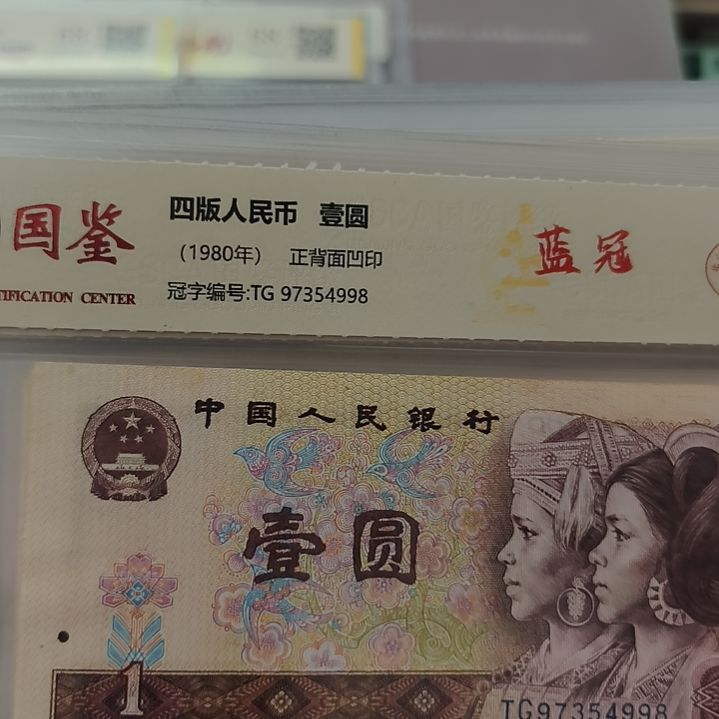 国鉴
TIFICATION CENTER
四版人民币 壹圆
（1980年） 正背面凹印
冠字编号:TG 97354998
蓝冠
中国人民银行
壹圆
1
TG97354998